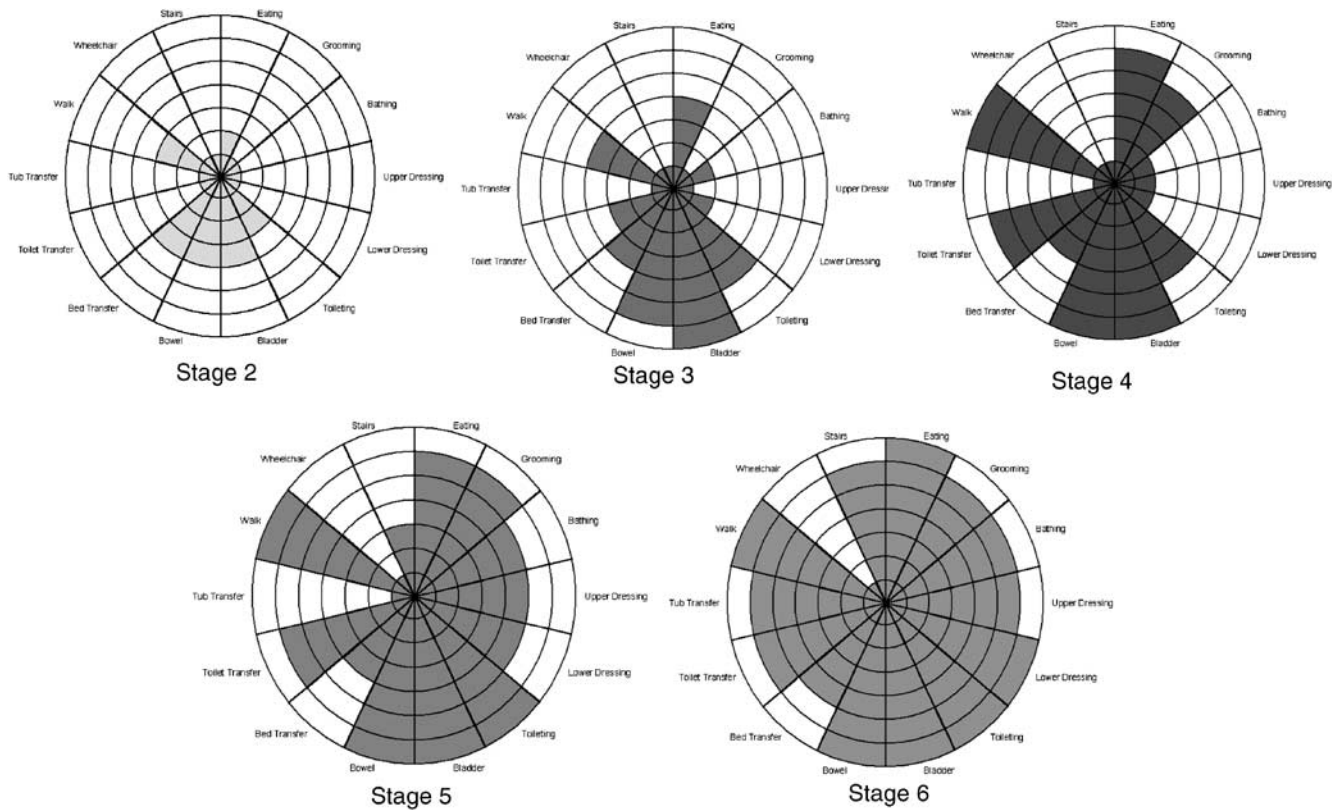 Stairs
Eating
Wheelchair
Grooming
Walk
Bathing
Tub Transfer
Upper Dressing
Toilet Transfer
Lower Dressing
Bed Transfer
Toileting
Bowel
Bladder
Stage 2
Stairs
Eating
Wheelchair
Grooming
Walk
Bathing
Tub Transfer
Upper Dressir
Toilet Transfer
Lower Dressing
Bed Transfer
Toileting
Bowel
Bladder
Stage 3
Stairs
Eating
Wheelchair
Grooming
Walk
Bathing
Tub Transfer
Upper Dressing
Toilet Transfer
Lower Dressing
Bed Transfer
Toileting
Bowel
Bladder
Stage 4
Stairs
Eating
Wheelchair
Grooming
Walk
Bathing
Tub Transfer
Upper Dressing
Toilet Transfer
Lower Dressing
Bed Transfer
Toileting
Bowel
Bladder
Stage 5
Stairs
Eating
Wheelchair
Grooming
Walk
Bathing
Tub Transfer
Upper Dressing
Toilet Transfer
Lower Dressing
Bed Transfer
Toileting
Bowel
Bladder
Stage 6